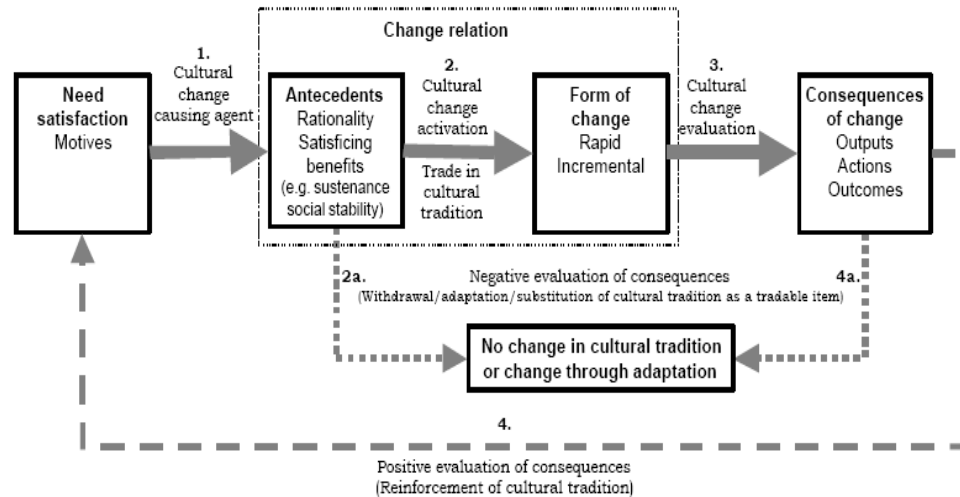 Change relation
1.
Cultural
change
causing agent
2.
Cultural
change
activation
Trade in
cultural
tradition
3.
Cultural
change
evaluation
Need
satisfaction
Motives
Antecedents
Rationality
Satisficing
benefits
(e.g. sustenance
social stability)
Form of
change
Rapid
Incremental
Consequences
of change
Outputs
Actions
Outcomes
2a.
Negative evaluation of consequences
4a.
(Withdrawal/adaptation/substitution of cultural tradition as a tradable item)
No change in cultural tradition
or change through adaptation
4.
Positive evaluation of consequences
(Reinforcement of cultural tradition)